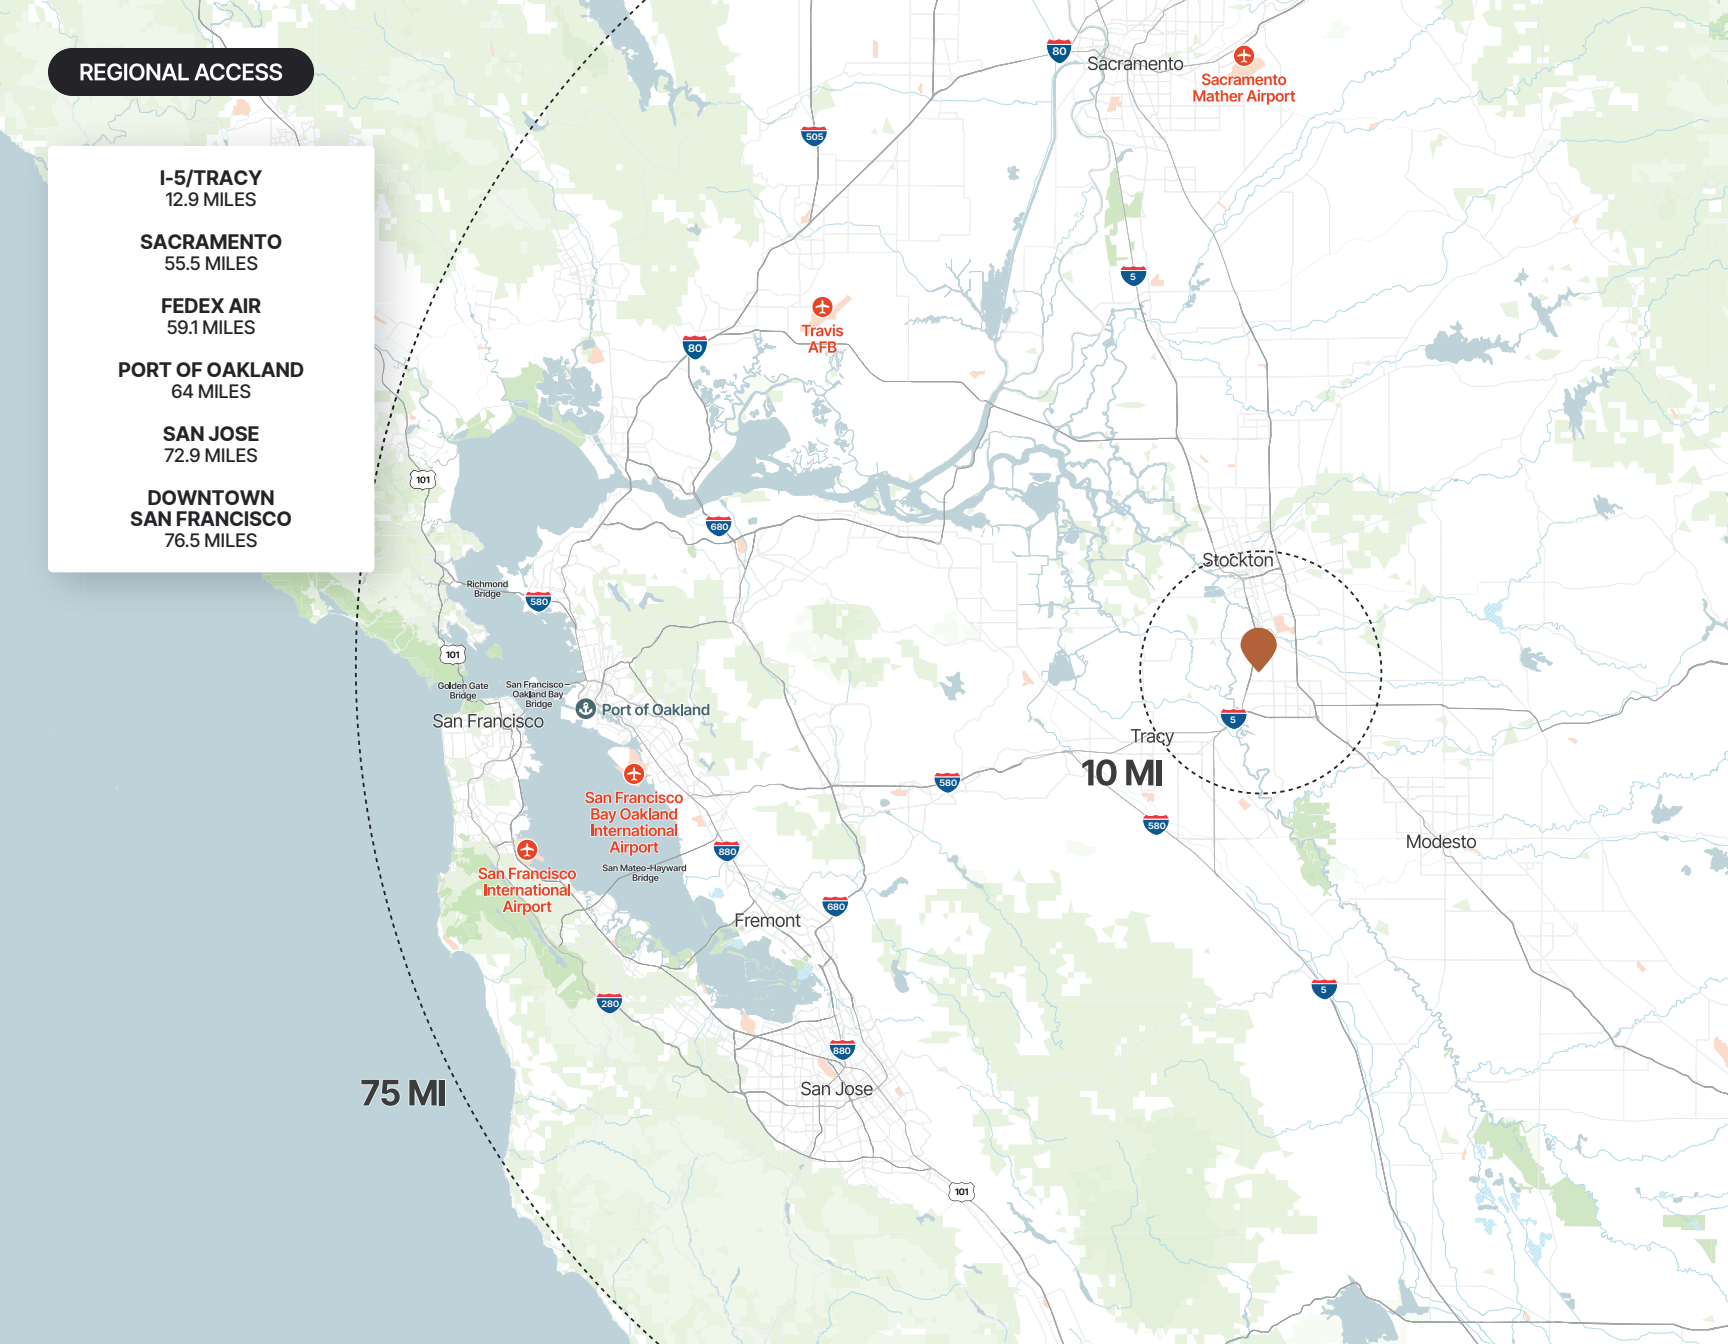 REGIONAL ACCESS
I-5/TRACY
12.9 MILES
SACRAMENTO
55.5 MILES
FEDEX AIR
59.1 MILES
PORT OF OAKLAND
64 MILES
SAN JOSE
72.9 MILES
DOWNTOWN
SAN FRANCISCO
76.5 MILES
80
Sacramento
Sacramento
Mather Airport
505
5
Travis
AFB
80
101
680
Stockton
Richmond
Bridge
580
101
Golden Gate
Bridge
San Francisco –
Oakland Bay
Bridge
Port of Oakland
San Francisco
5
Tracy
10 MI
580
San Francisco
Bay Oakland
International
Airport
580
Modesto
880
San Francisco
International
Airport
San Mateo-Hayward
Bridge
680
Fremont
5
280
880
San Jose
75 MI
101